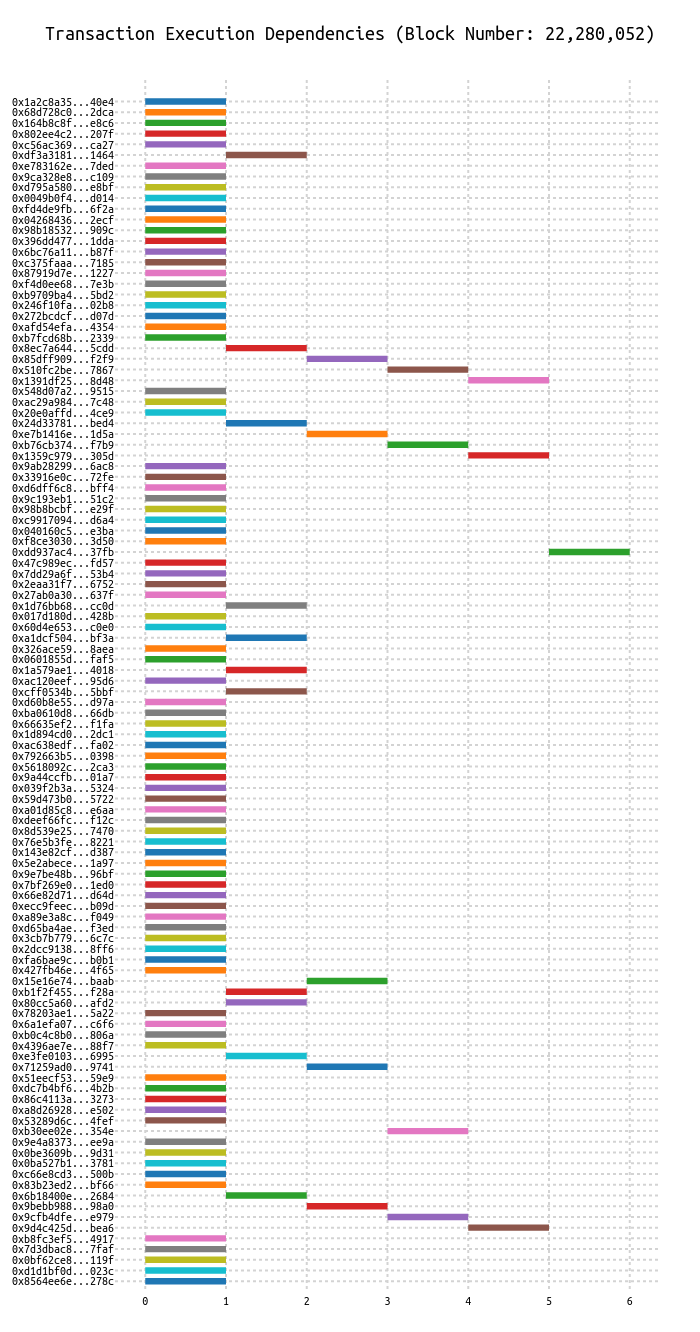 Transaction Execution Dependencies (Block Number: 22,280,052)
0x1a2c8a35...40e4
0x68d728c0...2dca
0x164b8c8f...e8c6
0x802ee4c2...207f
0xc56ac369...ca27
0xdf3a3181...1464
0xe783162e...7ded
0x9ca328e8...c109
0xd795a580...e8bf
0x0049b0f4...d014
0xfd4de9fb...6f2a
0x04268436...2ecf
0x98b18532...909c
0x396dd477...1dda
0x6bc76a11...b87f
0xc375faaa...7185
0x87919d7e...1227
0xf4d0ee68...7e3b
0xb9709ba4...5bd2
0x246f10fa...02b8
0x272bcdcf...d07d
0xafd54efa...4354
0xb7fcd68b...2339
0x8ec7a644...5cdd
0x85dff909...f2f9
0x510fc2be...7867
0x1391df25...8d48
0x548d07a2...9515
0xac29a984...7c48
0x20e0affd...4ce9
0x24d33781...bed4
0xe7b1416e...1d5a
0xb76cb374...f7b9
0x1359c979...305d
0x9ab28299...6ac8
0x33916e0c...72fe
0xd6dff6c8...bff4
0x9c193eb1...51c2
0x98b8bcbf...e29f
0xc9917094...d6a4
0x040160c5...e3ba
0xf8ce3030...3d50
0xdd937ac4...37fb
0x47c989ec...fd57
0x7dd29a6f...53b4
0x2eaa31f7...6752
0x27ab0a30...637f
0x1d76bb68...cc0d
0x017d180d...428b
0x60d4e653...c0e0
0xa1dcf504...bf3a
0x326ace59...8aea
0x0601855d...faf5
0x1a579ae1...4018
0xac120eef...95d6
0xcff0534b...5bbf
0xd60b8e55...d97a
0xba0610d8...66db
0x66635ef2...f1fa
0x1d894cd0...2dc1
0xac638edf...fa02
0x792663b5...0398
0x5618092c...2ca3
0x9a44ccfb...01a7
0x039f2b3a...5324
0x59d473b0...5722
0xa01d85c8...e6aa
0xdeef66fc...f12c
0x8d539e25...7470
0x76e5b3fe...8221
0x143e82cf...d387
0x5e2abece...1a97
0x9e7be48b...96bf
0x7bf269e0...1ed0
0x66e82d71...d64d
0xecc9feec...b09d
0xa89e3a8c...f049
0xd65ba4ae...f3ed
0x3cb7b779...6c7c
0x2dcc9138...8ff6
0xfa6bae9c...b0b1
0x427fb46e...4f65
0x15e16e74...baab
0xb1f2f455...f28a
0x80cc5a60...afd2
0x78203ae1...5a22
0x6a1efa07...c6f6
0xb0c4c8b0...806a
0x4396ae7e...88f7
0xe3fe0103...6995
0x71259ad0...9741
0x51eecf53...59e9
0xdc7b4bf6...4b2b
0x86c4113a...3273
0xa8d26928...e502
0x53289d6c...4fef
0xb30ee02e...354e
0x9e4a8373...ee9a
0x0be3609b...9d31
0x0ba527b1...3781
0xc66e8cd3...500b
0x83b23ed2...bf66
0x6b18400e...2684
0x9bebb988...98a0
0x9cfb4dfe...e979
0x9d4c425d...bea6
0xb8fc3ef5...4917
0x7d3dbac8...7faf
0x0bf62ce8...119f
0xd1d1bf0d...023c
0x8564ee6e...278c
0 1 2 3 4 5 6